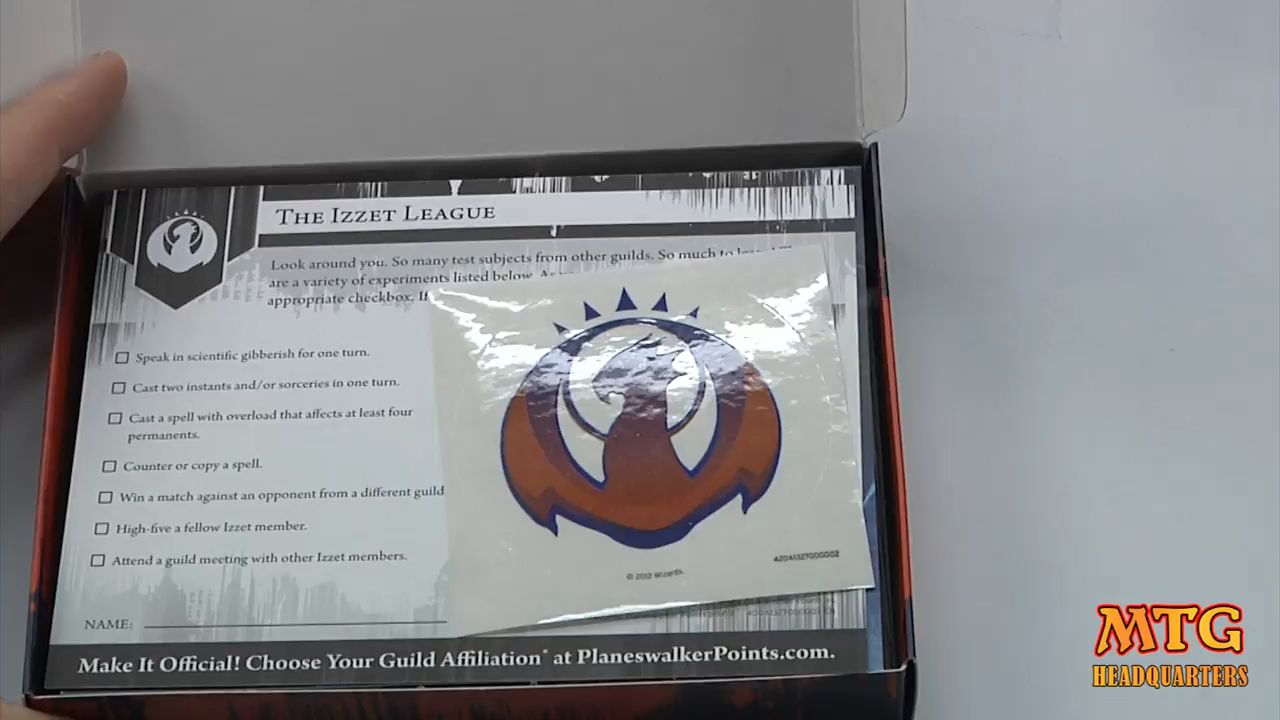 THE IZZET LEAGUE
Look around you. So many test subjects from other guilds. So much to
are a variety of experiments listed below.
appropriate checkbox. If
Speak in scientific gibberish for one turn.
Cast two instants and/or sorceries in one turn.
Cast a spell with overload that affects at least four
permanents.
Counter or copy a spell.
Win a match against an opponent from a different guild
High-five a fellow Izzet member.
Attend a guild meeting with other Izzet members.
NAME:
Make It Official! Choose Your Guild Affiliation* at PlaneswalkerPoints.com.
© 2012 Wizards.
MTG
HEADQUARTERS